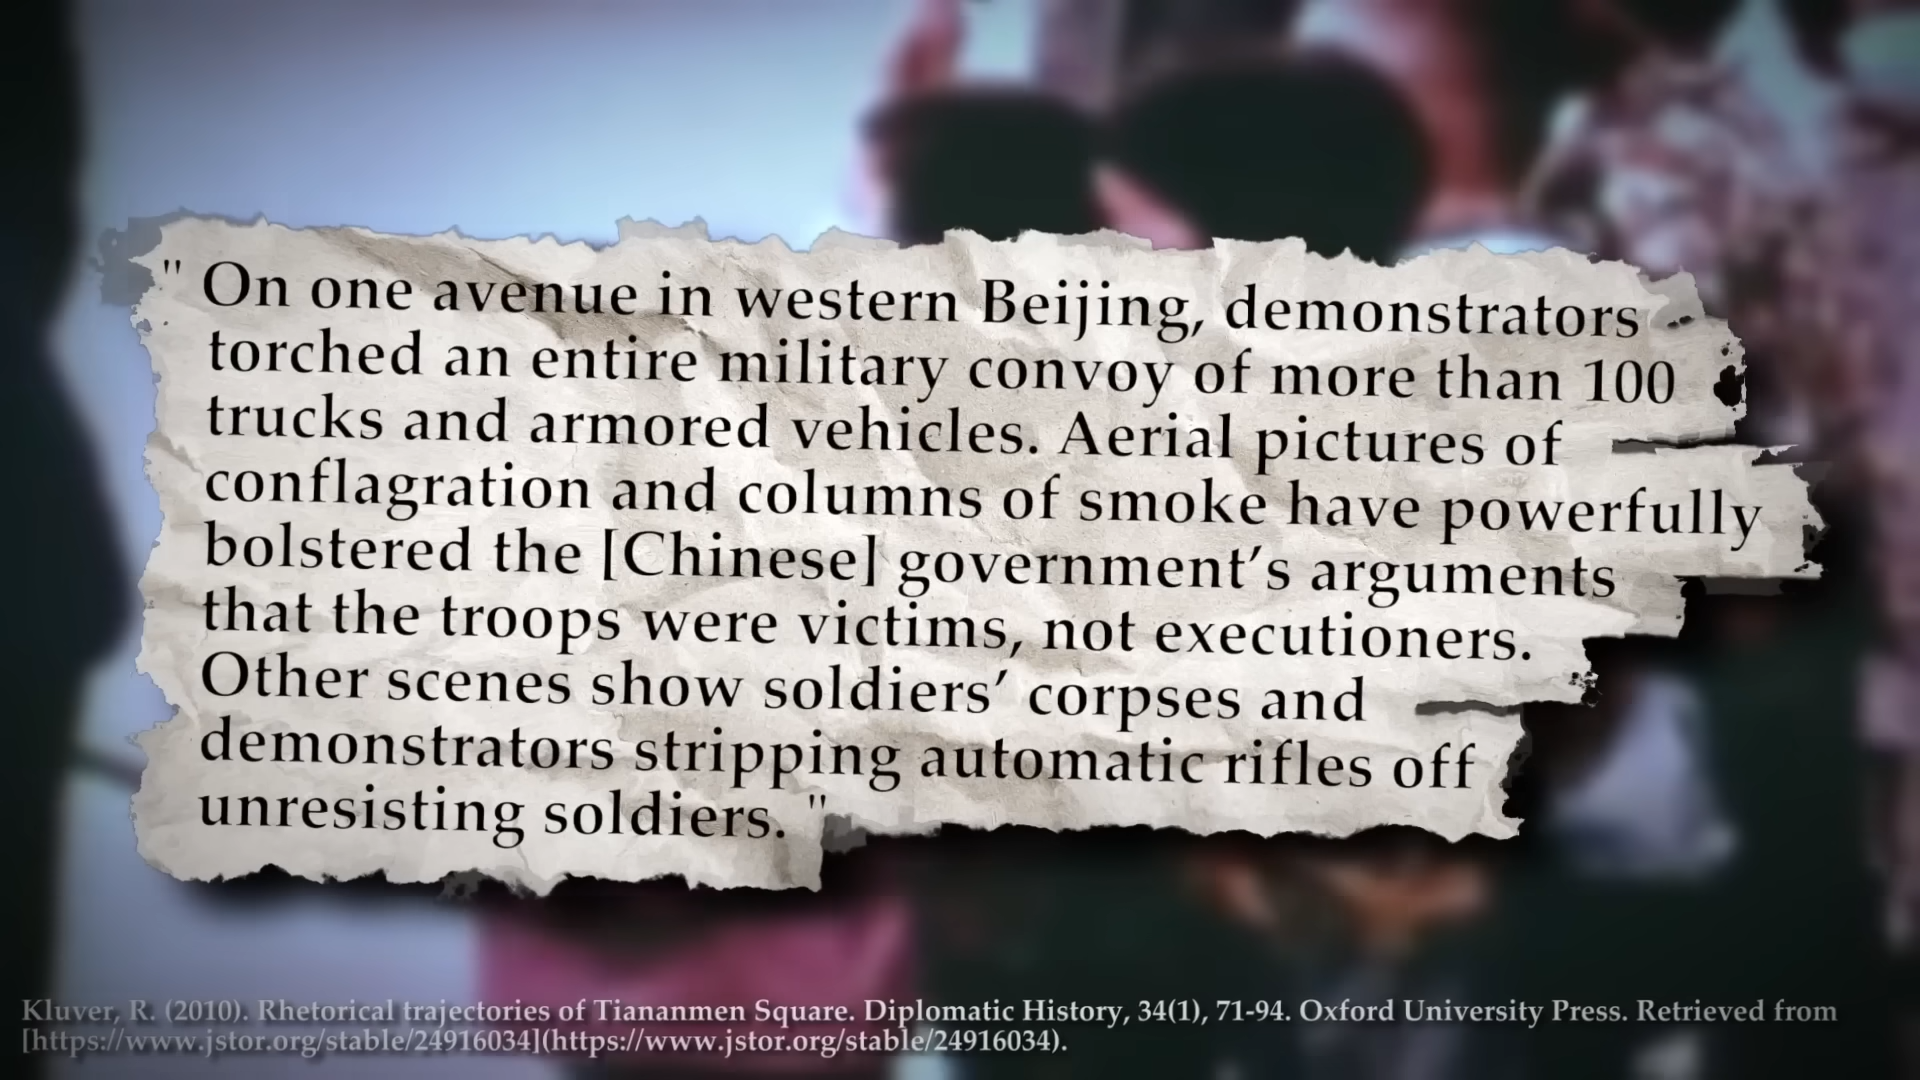 " On one avenue in western Beijing, demonstrators
torched an entire military convoy of more than 100
trucks and armored vehicles. Aerial pictures of
conflagration and columns of smoke have powerfully
bolstered the [Chinese] government’s arguments
that the troops were victims, not executioners.
Other scenes show soldiers’ corpses and
demonstrators stripping automatic rifles off
unresisting soldiers. "
Kluver, R. (2010). Rhetorical trajectories of Tiananmen Square. Diplomatic History, 34(1), 71-94. Oxford University Press. Retrieved from
[https://www.jstor.org/stable/24916034](https://www.jstor.org/stable/24916034).